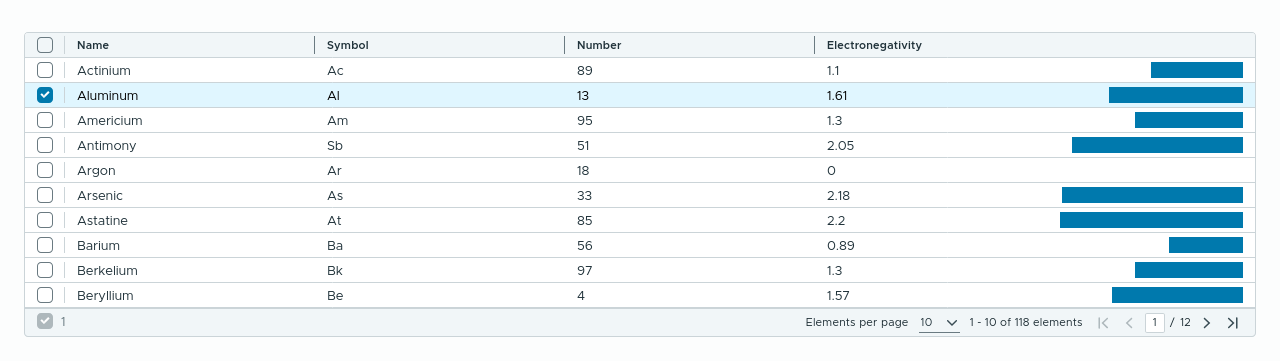 Name Symbol Number Electronegativity
Actinium Ac 89 1.1
Aluminum Al 13 1.61
Americium Am 95 1.3
Antimony Sb 51 2.05
Argon Ar 18 0
Arsenic As 33 2.18
Astatine At 85 2.2
Barium Ba 56 0.89
Berkelium Bk 97 1.3
Beryllium Be 4 1.57
1 Elements per page 10 1 - 10 of 118 elements 1 / 12